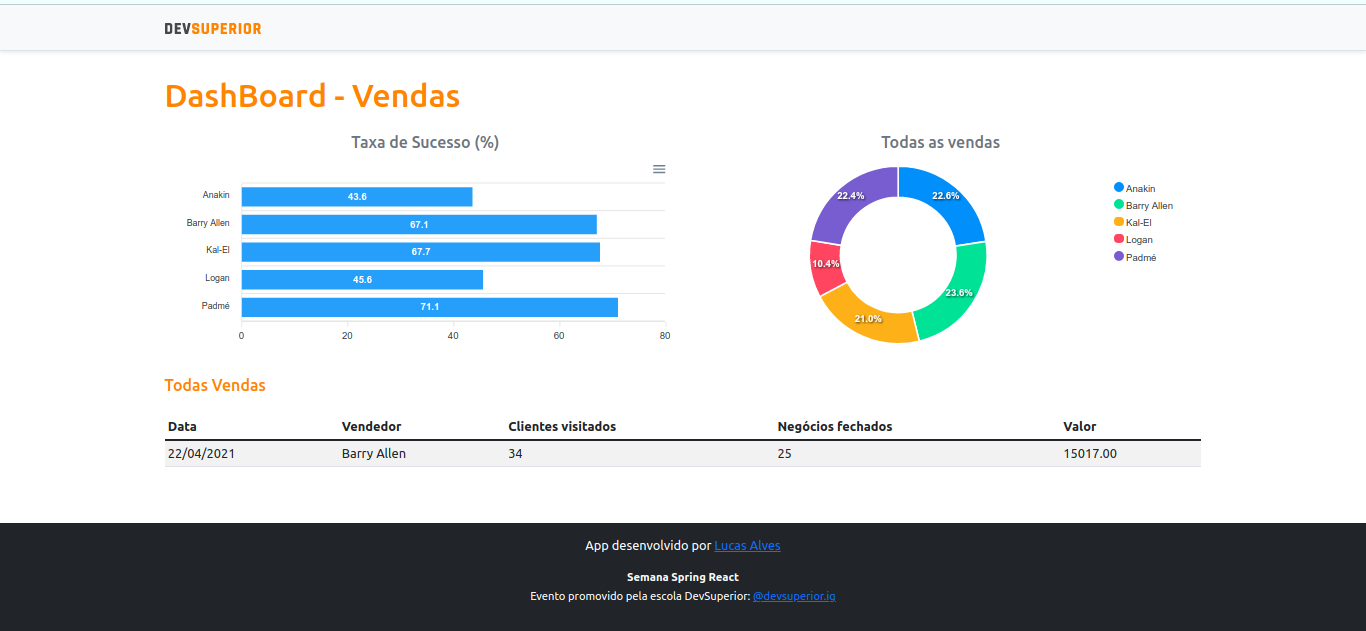 DEVSUPERIOR
DashBoard - Vendas
Taxa de Sucesso (%)
Anakin 43.6
Barry Allen 67.1
Kal-El 67.7
Logan 45.6
Padmé 71.1
0 20 40 60 80
Todas as vendas
22.4% 22.6%
10.4%
23.6%
21.0%
Anakin
Barry Allen
Kal-El
Logan
Padmé
Todas Vendas
Data Vendedor Clientes visitados Negócios fechados Valor
22/04/2021 Barry Allen 34 25 15017.00
App desenvolvido por Lucas Alves
Semana Spring React
Evento promovido pela escola DevSuperior: @devsuperior.ig